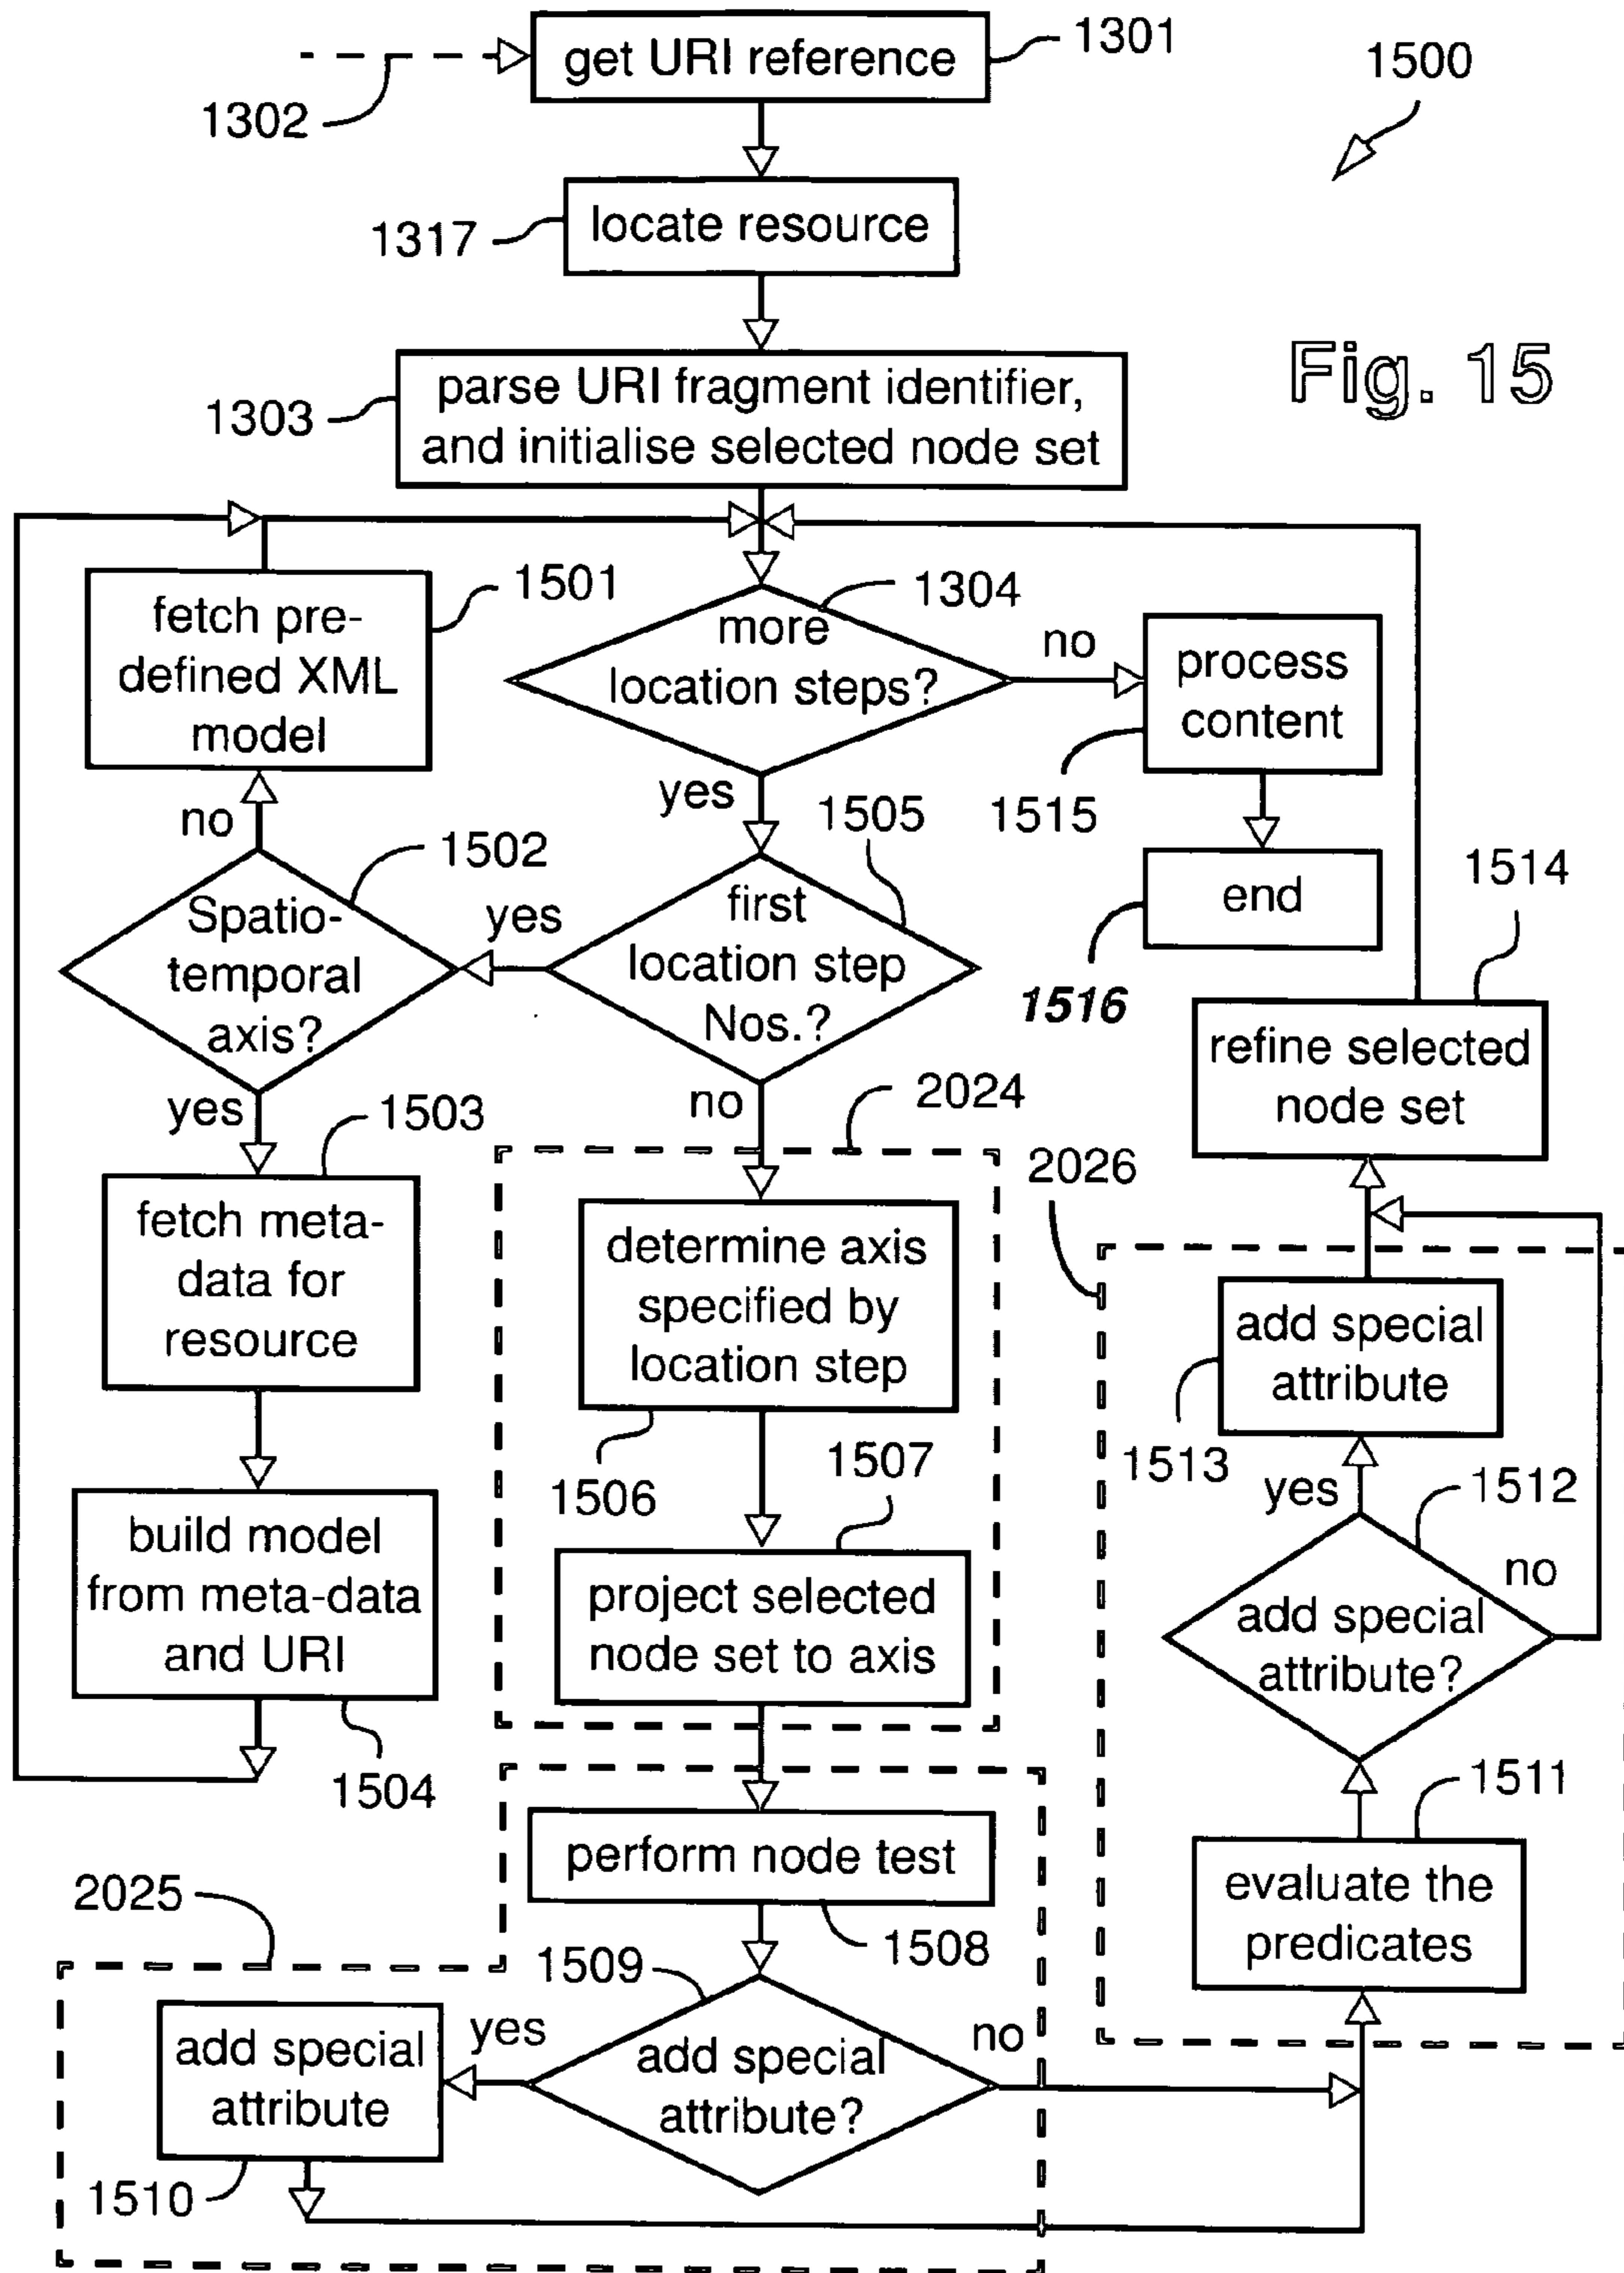 get URI reference
1301
1302
1500
locate resource
1317
Fig. 15
parse URI fragment identifier,
and initialise selected node set
1303
fetch pre-
defined XML
model
1501
more
location steps?
1304
no
process
content
1515
yes
no
1502
1505
end
1516
1514
Spatio-
temporal
axis?
yes
first
location step
Nos.?
refine selected
node set
yes
1503
no
2024
2026
fetch meta-
data for
resource
determine axis
specified by
location step
add special
attribute
1513
1506
1507
yes
1512
no
build model
from meta-data
and URI
1504
project selected
node set to axis
add special
attribute?
1511
perform node test
1508
evaluate the
predicates
2025
1509
add special
attribute
yes
add special
attribute?
no
1510